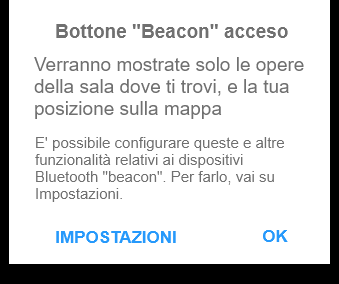 Bottone "Beacon" acceso
Verranno mostrate solo le opere
della sala dove ti trovi, e la tua
posizione sulla mappa
E' possibile configurare queste e altre
funzionalità relativi ai dispositivi
Bluetooth "beacon". Per farlo, vai su
Impostazioni.
IMPOSTAZIONI OK